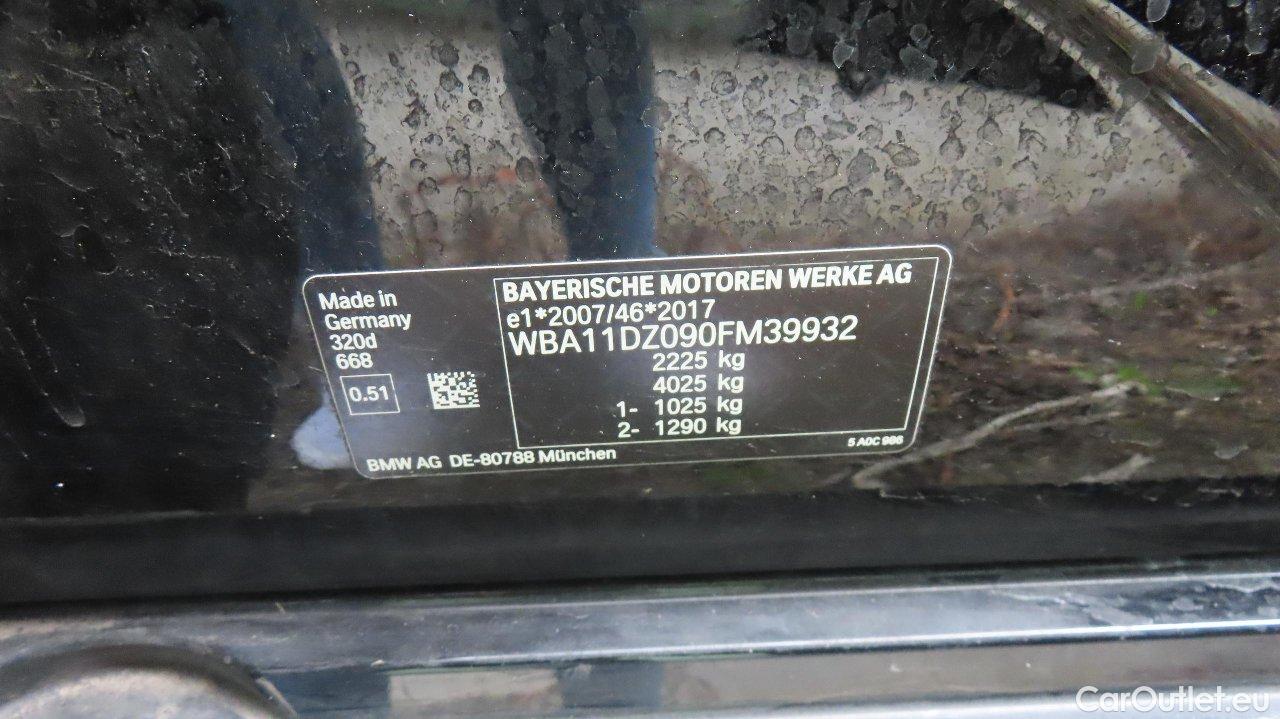 Made in
Germany
320d
668
0.51
BAYERISCHE MOTOREN WERKE AG
e1*2007/46*2017
WBA11DZ090FM39932
2225 kg
4025 kg
1- 1025 kg
2- 1290 kg
5 A0C 986
BMW AG DE-80788 München
CarOutlet.eu